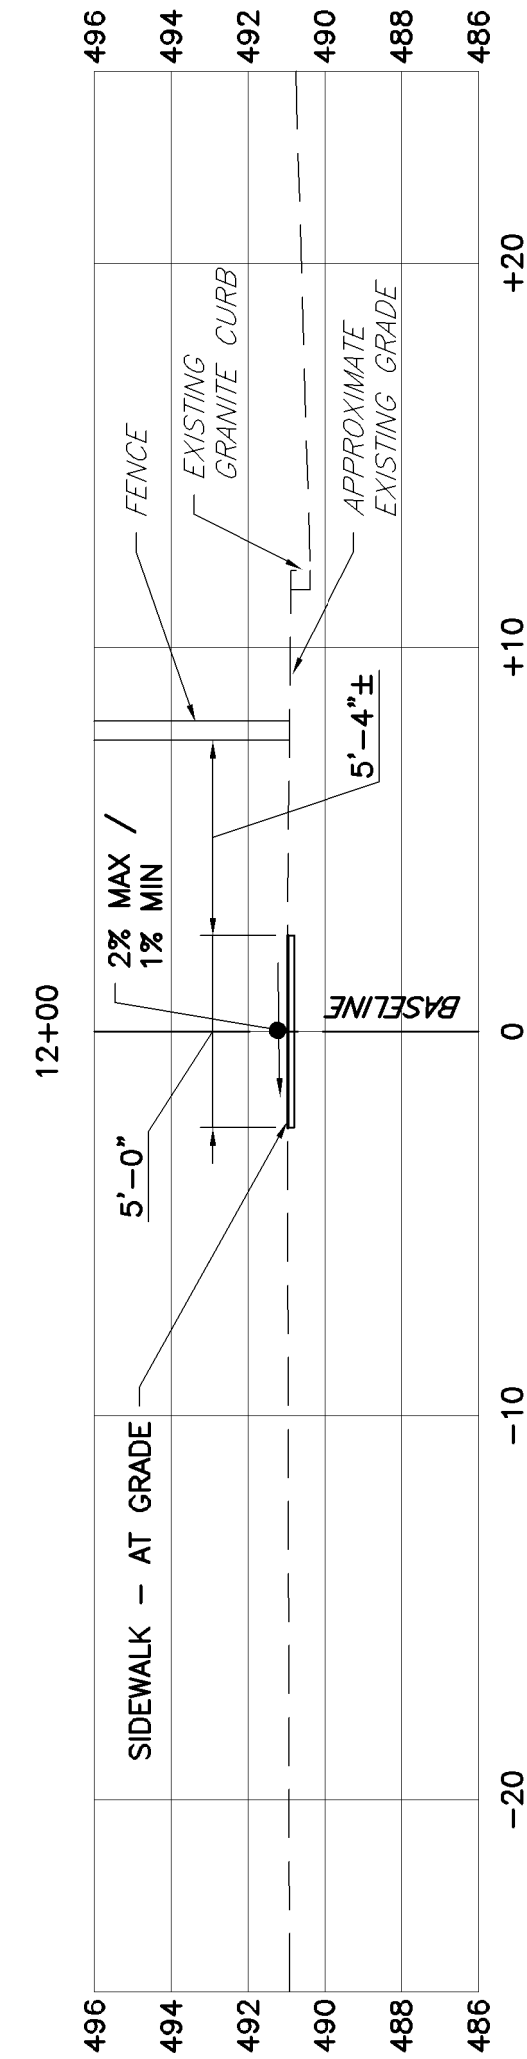 12+00
496
494
492
490
488
486
496
494
492
490
488
486
SIDEWALK – AT GRADE
5'–0"
2% MAX /
1% MIN
FENCE
EXISTING
GRANITE CURB
5'–4"±
APPROXIMATE
EXISTING GRADE
BASELINE
–20
–10
0
+10
+20